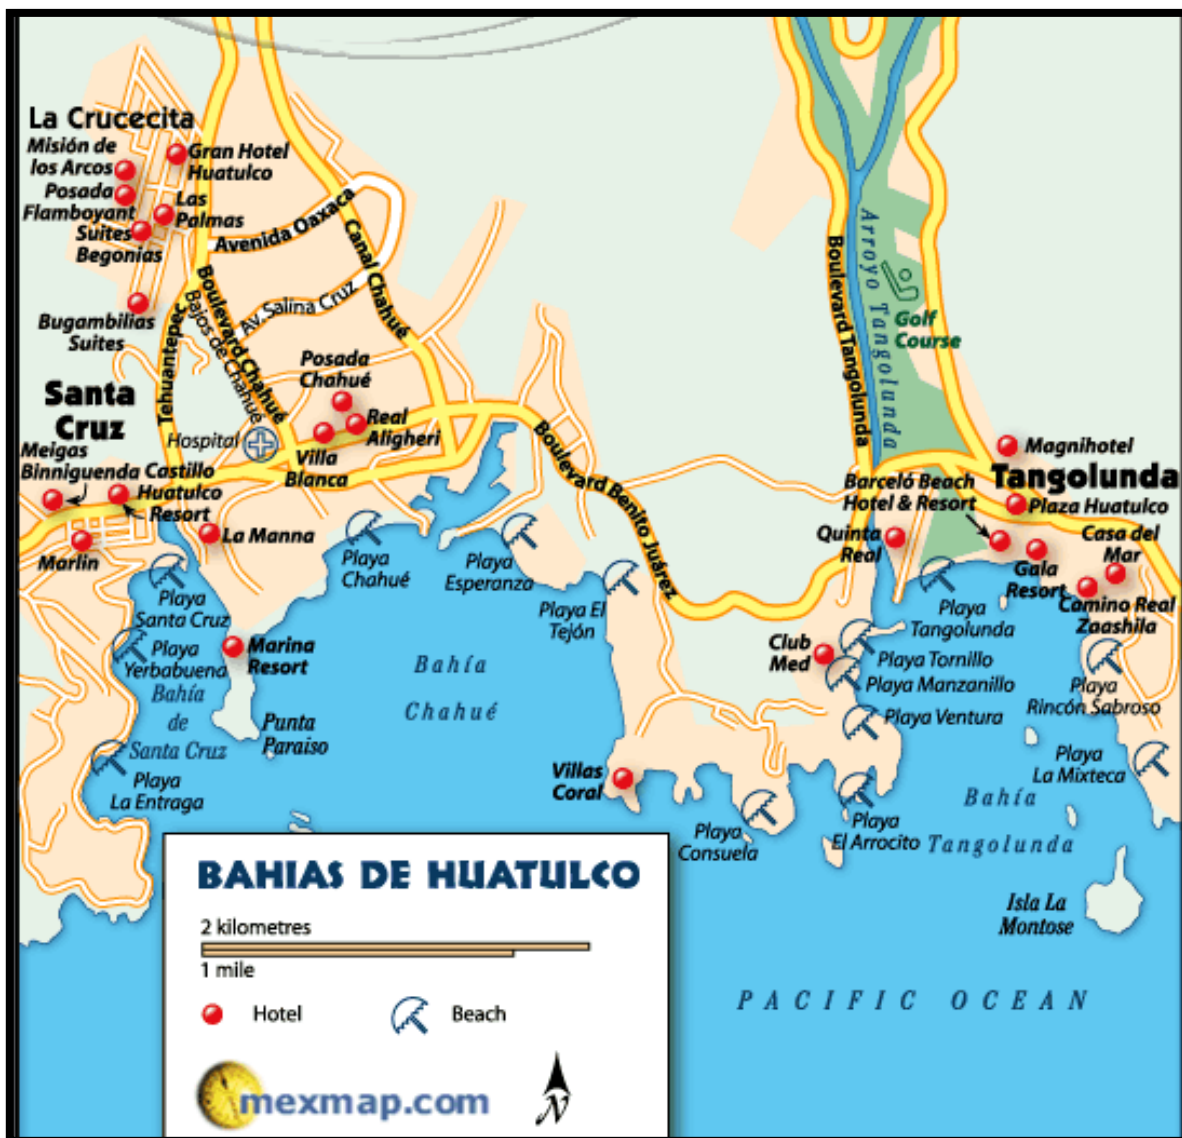 La Crucecita
Misión de
los Arcos
Gran Hotel
Huatulco
Posada
Flamboyant
Las
Palmas
Suites
Begonias
Avenida Oaxaca
Canal Chahué
Boulevard Chahué
Bajos de Chahué
Av. Salina Cruz
Tehuantepec
Bugambilias
Suites
Posada
Chahué
Real
Aligheri
Villa
Blanca
Hospital
Santa
Cruz
Meigas
Binniguenda
Castillo
Huatulco
Resort
Marlin
La Manna
Boulevard Benito Juárez
Boulevard Tangolunda
Arroyo Tangolunda
Golf
Course
Magnihotel
Tangolunda
Barceló Beach
Hotel & Resort
Plaza Huatulco
Quinta
Real
Casa del
Mar
Gala
Resort
Camino Real
Zaashila
Playa
Chahué
Playa
Esperanza
Playa El
Tejón
Playa
Santa Cruz
Playa
Yerbabuena
Marina
Resort
Bahía
de
Santa Cruz
Punta
Paraiso
Playa
La Entraga
Bahía
Chahué
Club
Med
Playa
Tangolunda
Playa Tornillo
Playa Manzanillo
Playa Ventura
Playa
Rincón Sabroso
Playa
La Mixteca
Villas
Coral
Playa
Consuela
Playa
El Arrocito
Bahía
Tangolunda
Isla La
Montose
PACIFIC OCEAN
BAHIAS DE HUATULCO
2 kilometres
1 mile
Hotel
Beach
mexmap.com
N